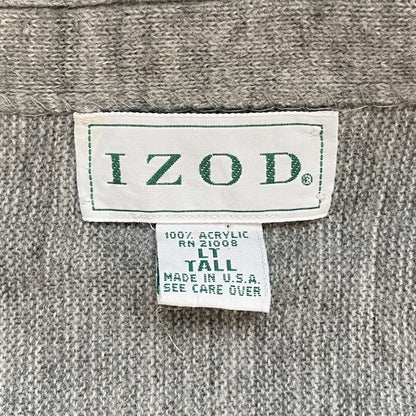 IZOD®
100% ACRYLIC
RN 21008
LT
TALL
MADE IN U.S.A.
SEE CARE OVER